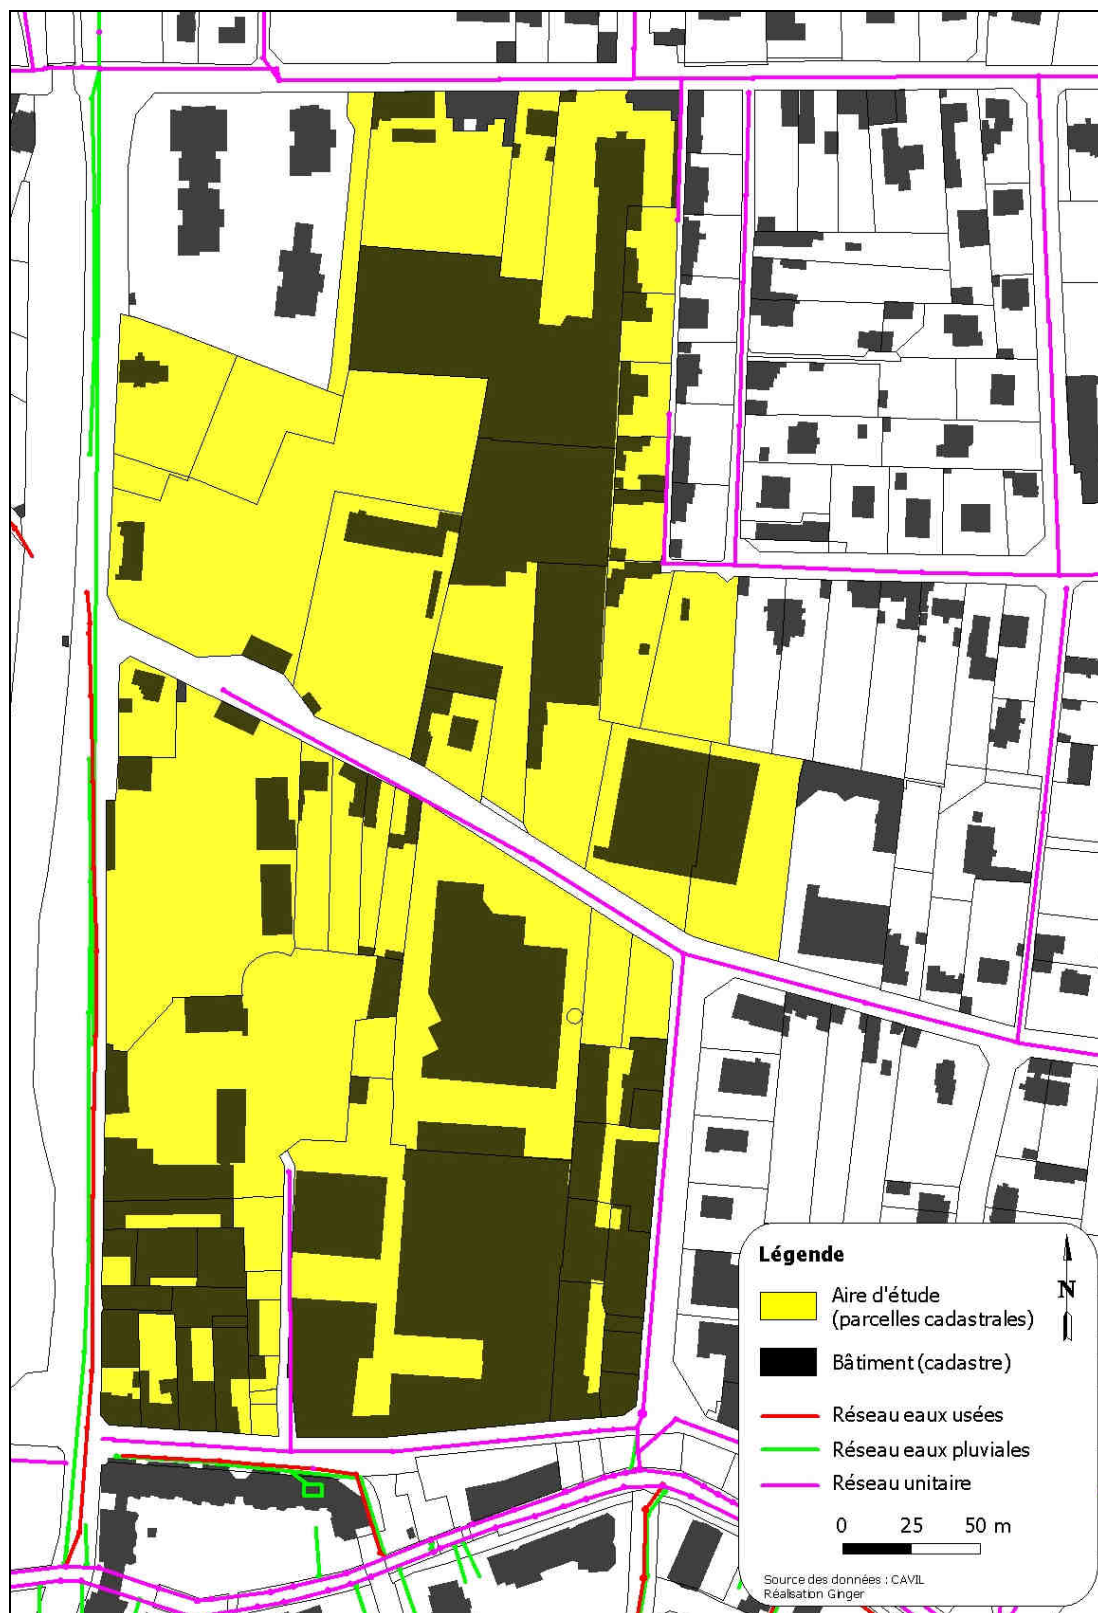 Légende
N
Aire d'étude
(parcelles cadastrales)
Bâtiment (cadastre)
Réseau eaux usées
Réseau eaux pluviales
Réseau unitaire
0 25 50 m
Source des données : CAVIL
Réalisation Ginger